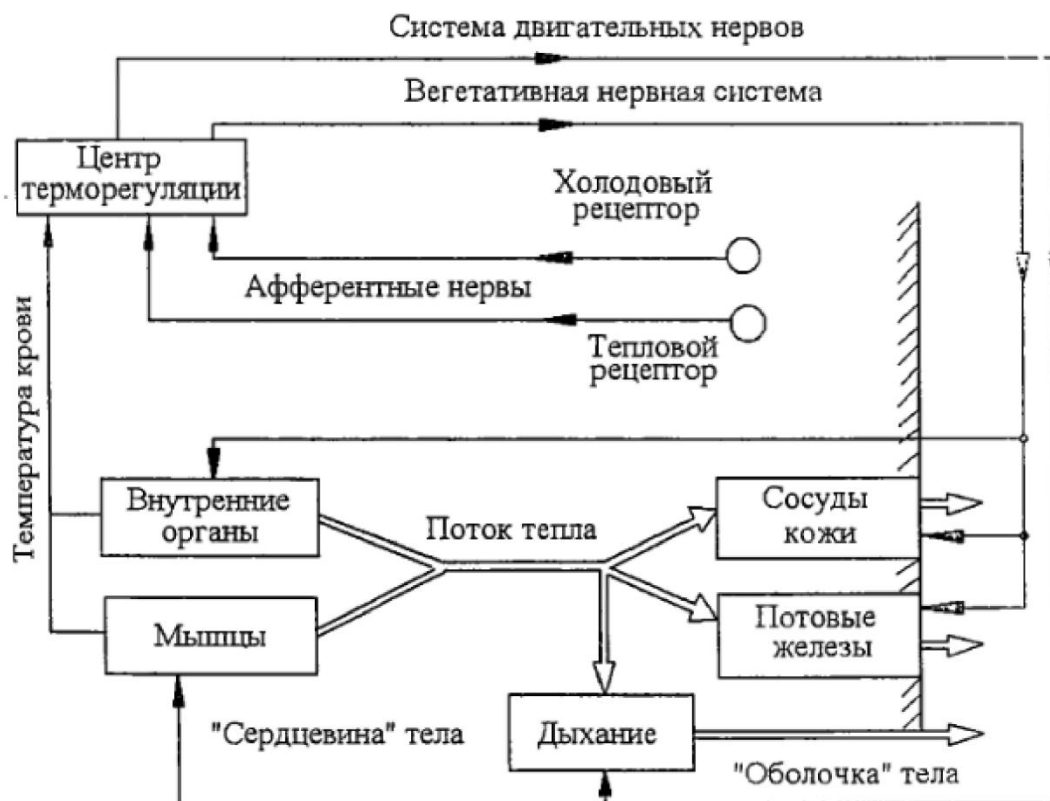 Система двигательных нервов
Вегетативная нервная система
Центр
терморегуляции
Холодовый
рецептор
Афферентные нервы
Тепловой
рецептор
Температура крови
Внутренние
органы
Поток тепла
Сосуды
кожи
Мышцы
Потовые
железы
"Сердцевина" тела
Дыхание
"Оболочка" тела